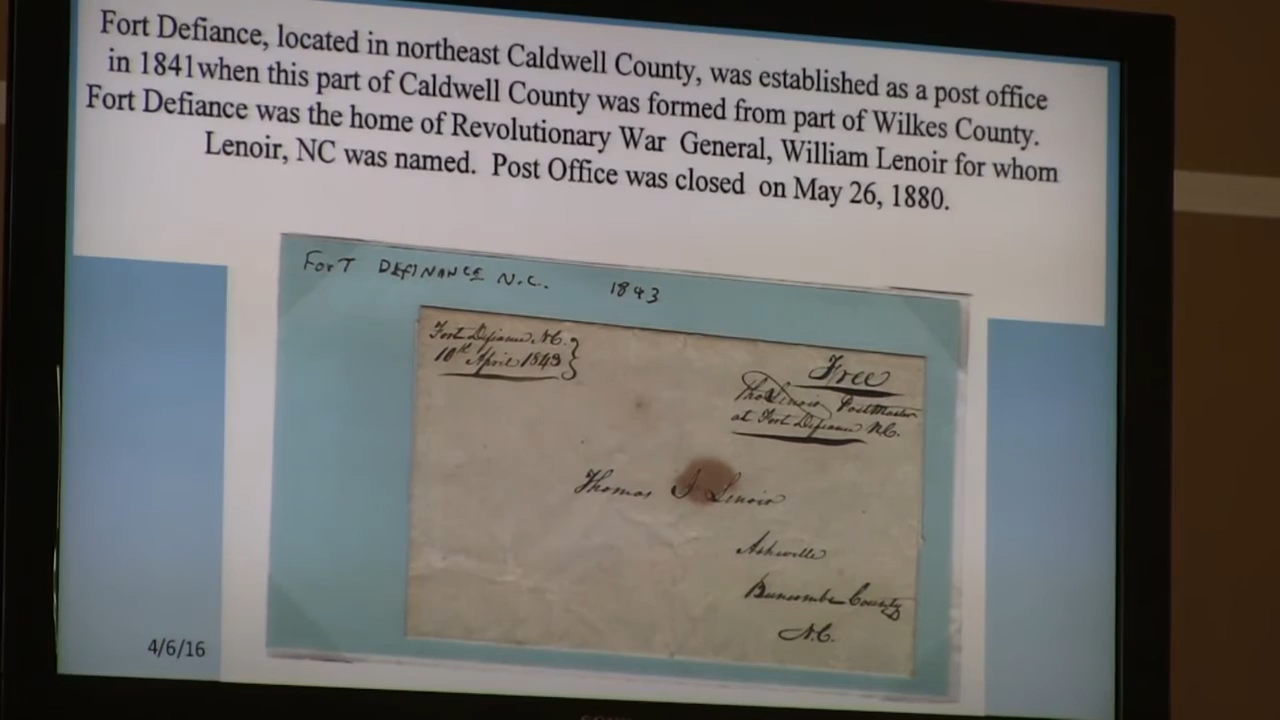 Fort Defiance, located in northeast Caldwell County, was established as a post office
in 1841when this part of Caldwell County was formed from part of Wilkes County.
Fort Defiance was the home of Revolutionary War General, William Lenoir for whom
Lenoir, NC was named. Post Office was closed on May 26, 1880.
FORT DEFINANCE N.C. 1843
Fort Defiance, N.C.
10th April 1843
Free
Tho Lenoir PostMaster
at Fort Defiance N.C.
Thomas I Lenoir
Asheville
Buncombe County
N.C.
4/6/16